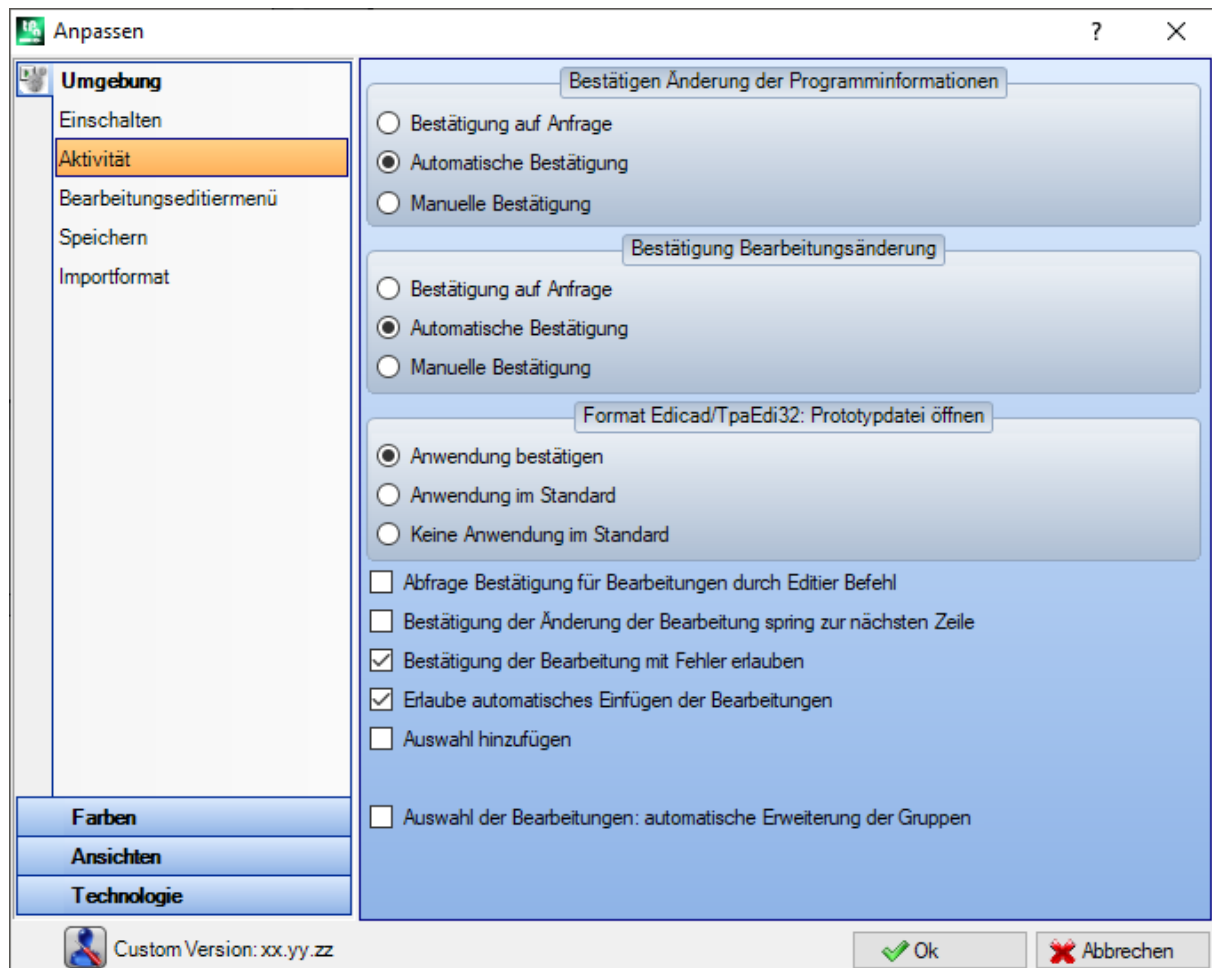 Anpassen
?
Umgebung
Einschalten
Aktivität
Bearbeitungseditiermenü
Speichern
Importformat
Farben
Ansichten
Technologie
Bestätigen Änderung der Programminformationen
Bestätigung auf Anfrage
Automatische Bestätigung
Manuelle Bestätigung
Bestätigung Bearbeitungsänderung
Bestätigung auf Anfrage
Automatische Bestätigung
Manuelle Bestätigung
Format Edicad/TpaEdi32: Prototypdatei öffnen
Anwendung bestätigen
Anwendung im Standard
Keine Anwendung im Standard
Abfrage Bestätigung für Bearbeitungen durch Editier Befehl
Bestätigung der Änderung der Bearbeitung spring zur nächsten Zeile
Bestätigung der Bearbeitung mit Fehler erlauben
Erlaube automatisches Einfügen der Bearbeitungen
Auswahl hinzufügen
Auswahl der Bearbeitungen: automatische Erweiterung der Gruppen
Custom Version: xx.yy.zz
Ok
Abbrechen